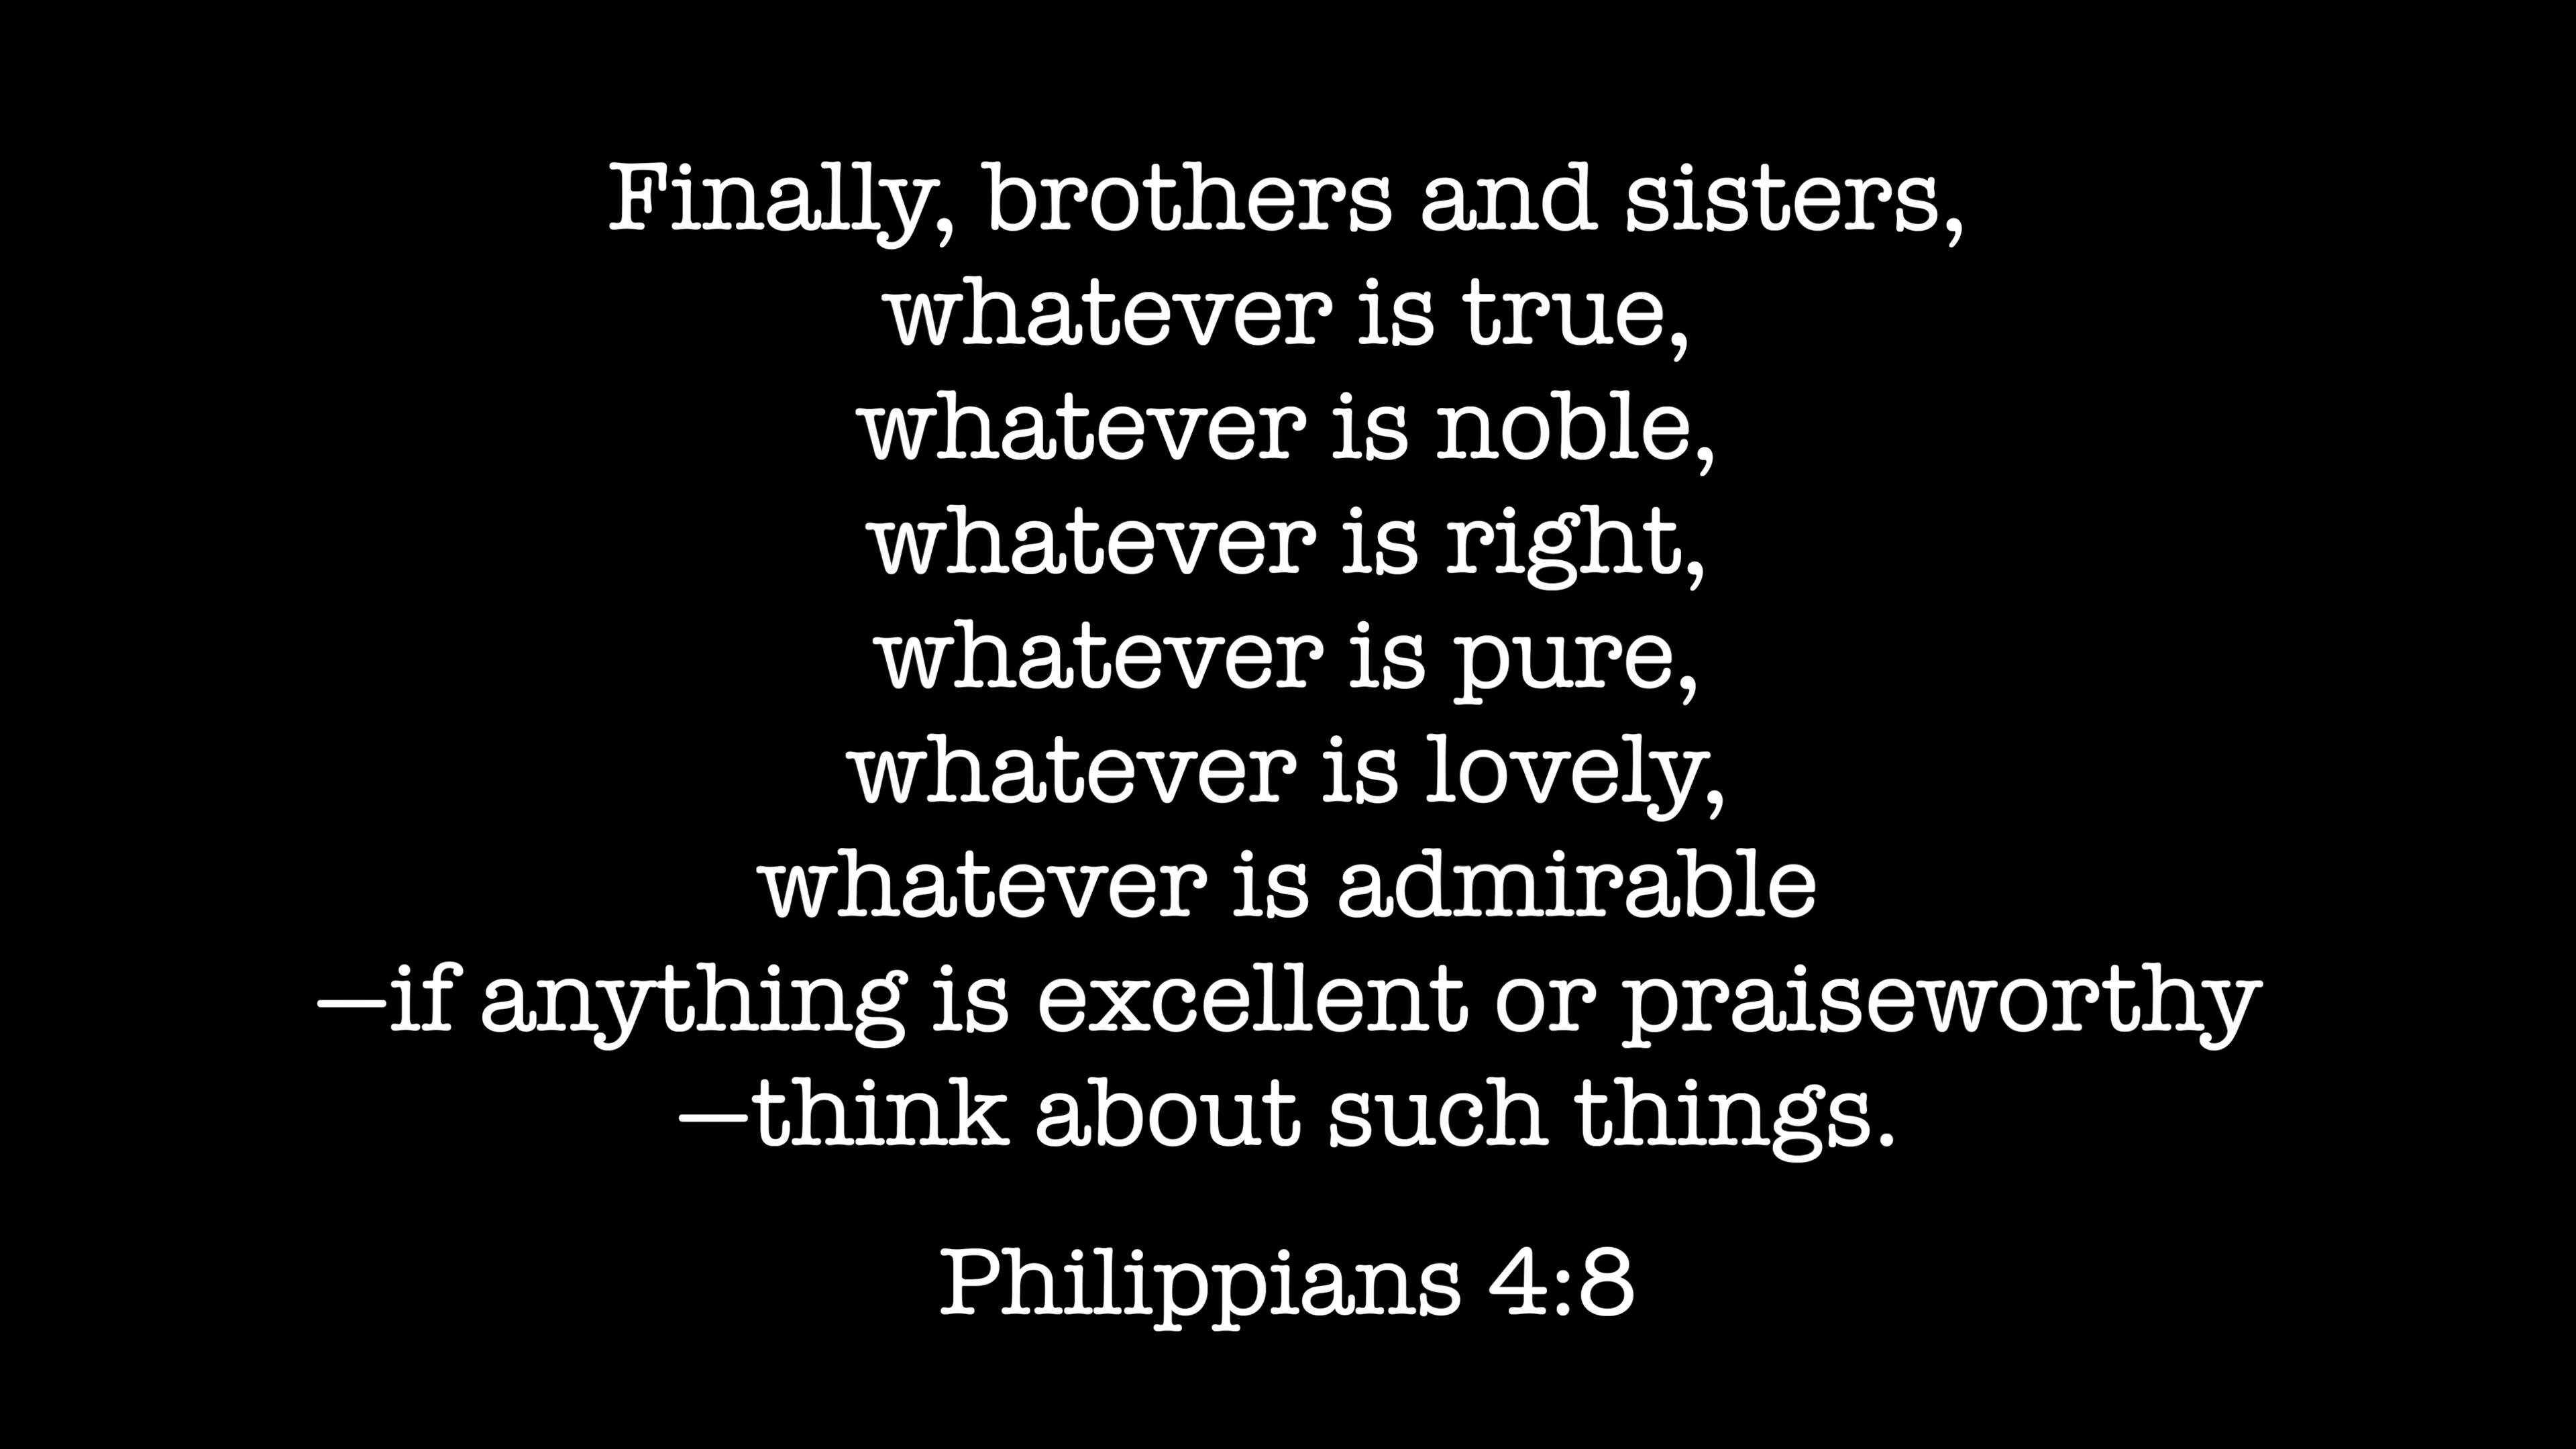 Finally, brothers and sisters,
whatever is true,
whatever is noble,
whatever is right,
whatever is pure,
whatever is lovely,
whatever is admirable
—if anything is excellent or praiseworthy
—think about such things.
Philippians 4:8